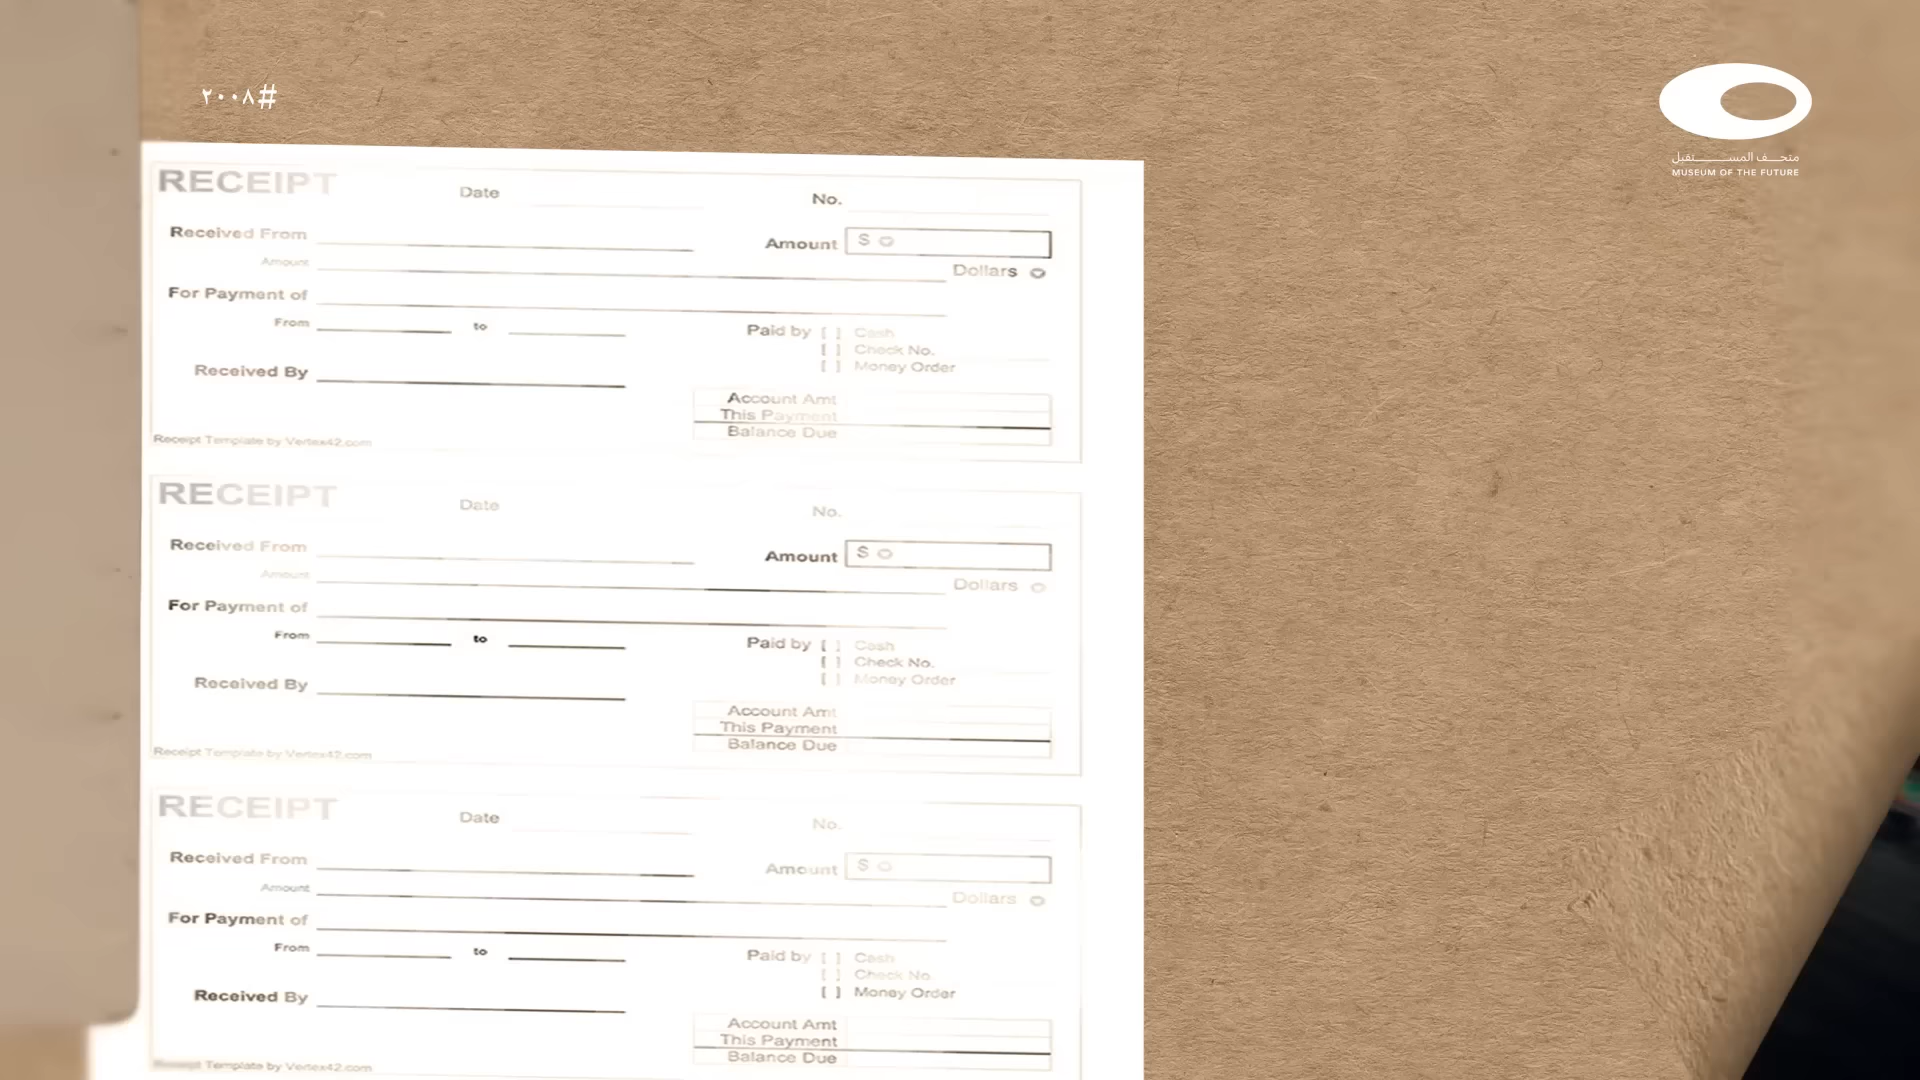 #٢٠٠٨
متحف المستقبل
MUSEUM OF THE FUTURE
RECEIPT Date No.
Received From Amount $
Amount Dollars
For Payment of
From to Paid by [ ] Cash
[ ] Check No.
[ ] Money Order
Received By
Account Amt
This Payment
Balance Due
Receipt Template by Vertex42.com
RECEIPT Date No.
Received From Amount $
Amount Dollars
For Payment of
From to Paid by [ ] Cash
[ ] Check No.
[ ] Money Order
Received By
Account Amt
This Payment
Balance Due
Receipt Template by Vertex42.com
RECEIPT Date No.
Received From Amount $
Amount Dollars
For Payment of
From to Paid by [ ] Cash
[ ] Check No.
[ ] Money Order
Received By
Account Amt
This Payment
Balance Due
Receipt Template by Vertex42.com